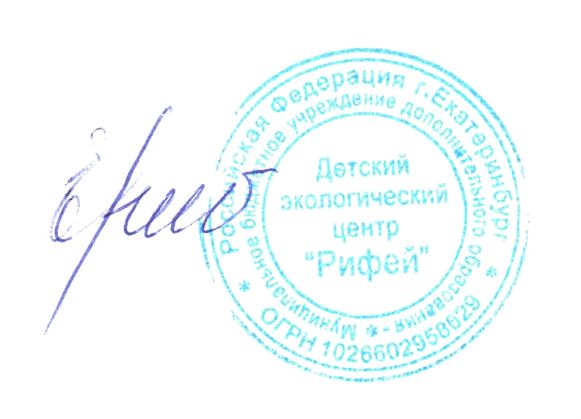 Российская Федерация г.Екатеринбург
* ОГРН 1026602958629 *
Муниципальное бюджетное учреждение дополнительного образования - *
Детский
экологический
центр
"Рифей"